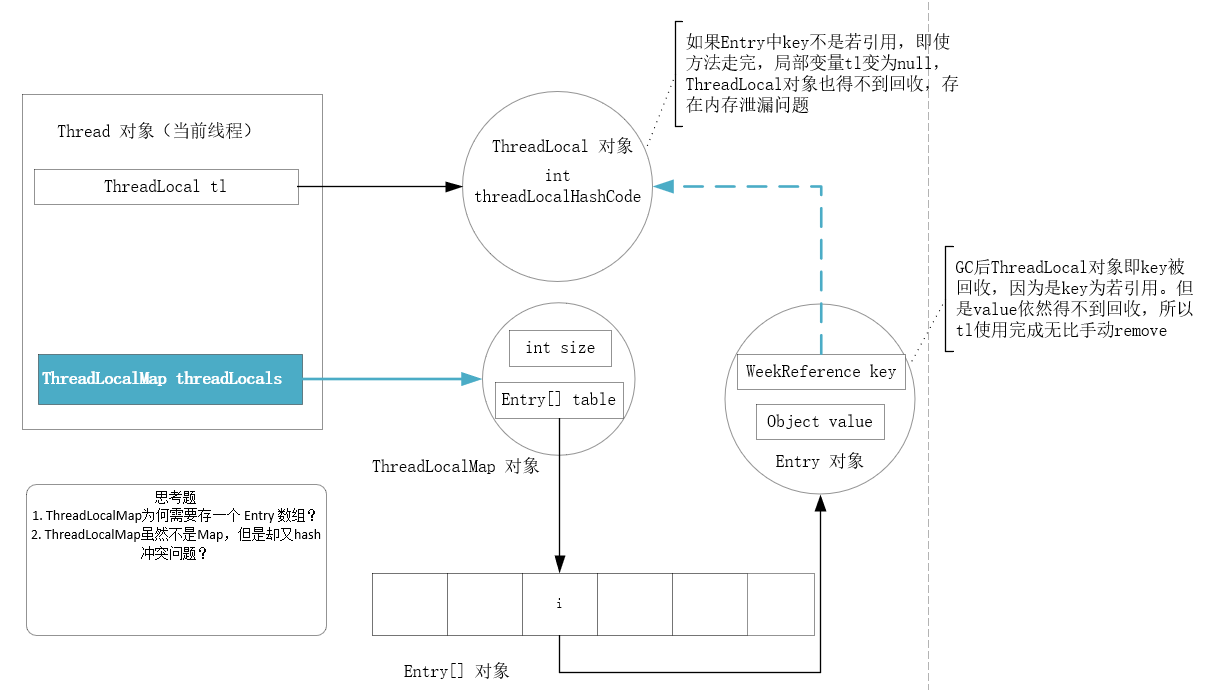 如果Entry中key不是若引用，即使
方法走完，局部变量tl变为null，
ThreadLocal对象也得不到回收，存
在内存泄漏问题
Thread 对象（当前线程）
ThreadLocal tl
ThreadLocal 对象
int
threadLocalHashCode
GC后ThreadLocal对象即key被
回收，因为是key为若引用。但
是value依然得不到回收，所以
tl使用完成无比手动remove
int size
ThreadLocalMap threadLocals
Entry[] table
WeekReference key
Object value
Entry 对象
ThreadLocalMap 对象
思考题
1. ThreadLocalMap为何需要存一个 Entry 数组？
2. ThreadLocalMap虽然不是Map，但是却又hash
冲突问题？
i
Entry[] 对象